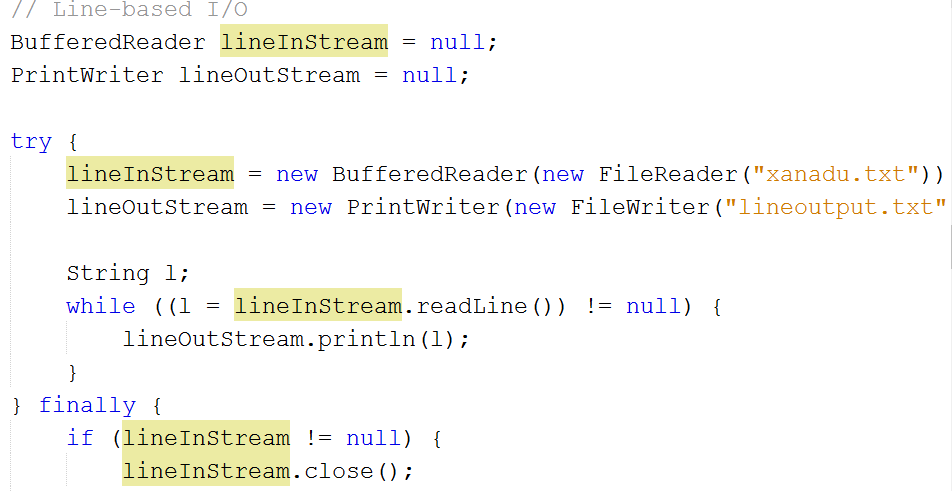 // Line-based I/O
BufferedReader lineInStream = null;
PrintWriter lineOutStream = null;
try {
lineInStream = new BufferedReader(new FileReader("xanadu.txt"))
lineOutStream = new PrintWriter(new FileWriter("lineoutput.txt"
String l;
while ((l = lineInStream.readLine()) != null) {
lineOutStream.println(l);
}
} finally {
if (lineInStream != null) {
lineInStream.close();